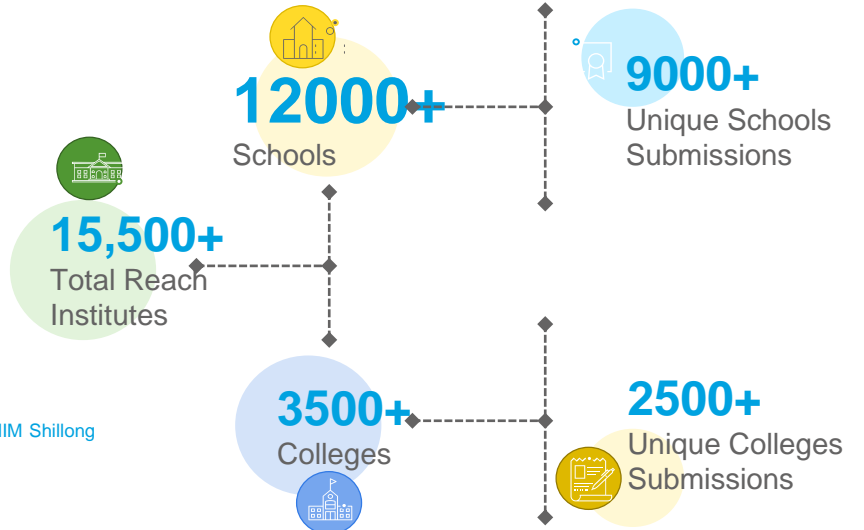 12000+
Schools
9000+
Unique Schools
Submissions
15,500+
Total Reach
Institutes
3500+
Colleges
2500+
Unique Colleges
Submissions
IIM Shillong